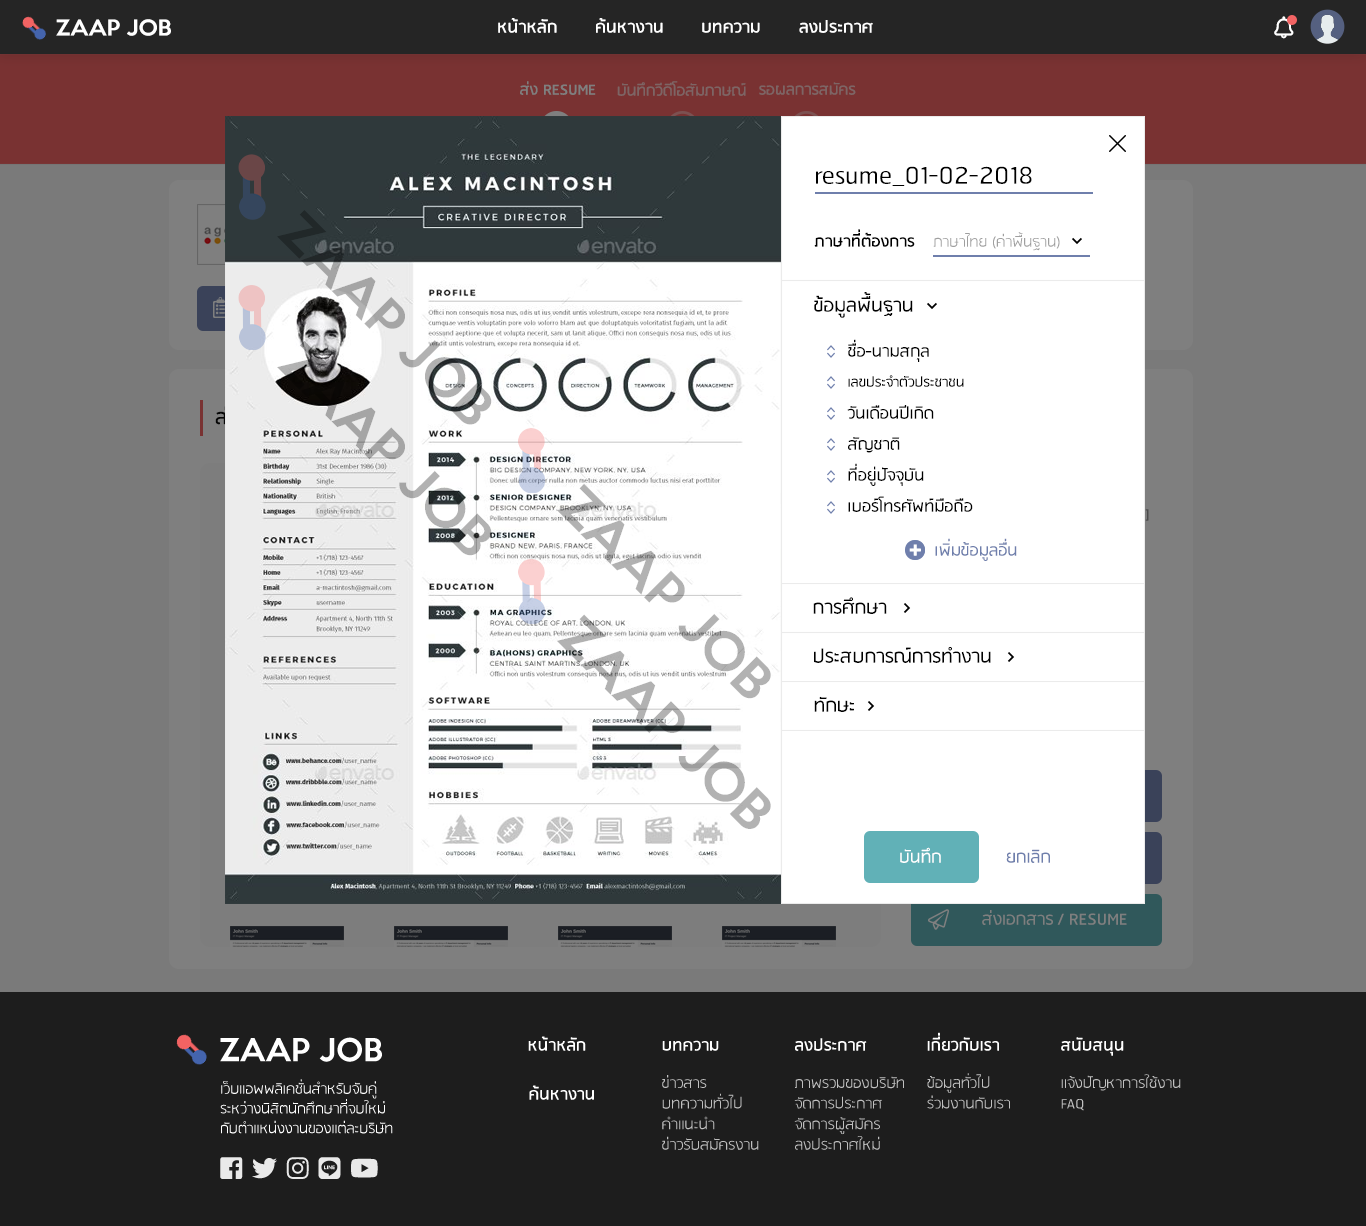 ZAAP JOB
หน้าหลัก
ค้นหางาน
บทความ
ลงประกาศ
ส่ง RESUME
บันทึกวีดีโอสัมภาษณ์
รอผลการสมัคร
THE LEGENDARY
ALEX MACINTOSH
CREATIVE DIRECTOR
envato
envato
ZAAP JOB
ZAAP JOB
ZAAP JOB
ZAAP JOB
PERSONAL
Name Alex Ray Macintosh
Birthday 31st December 1986 (30)
Relationship Single
Nationality British
Languages English, French
CONTACT
Mobile +1 (718) 123-4567
Home +1 (718) 123-4567
Email a-mactintosh@gmail.com
Skype username
Address Apartment 4, North 11th St
Brooklyn, NY 11249
REFERENCES
Available upon request
LINKS
www.behance.com/user_name
www.dribbble.com/user_name
www.linkedin.com/user_name
www.facebook.com/user_name
www.twitter.com/user_name
envato
envato
PROFILE
Offici non consequis nosa nus, odis ut ius vendit untis volestrum, excepe rera nonsequia id et, to prore
cumquae ventis voluptatin pore volo volorro blam aut que doluptatquis voloritatist fugiam, unt la adit
eossund aeptione que et volupta necerit, sam ut lanit alique. Offici non consequis nosa nus, odis ut ius
vendit untis volestrum, excepe rera nonsequia id et.
DESIGN
CONCEPTS
DIRECTION
TEAMWORK
MANAGEMENT
WORK
2014 DESIGN DIRECTOR
BIG DESIGN COMPANY, NEW YORK, NY, USA
Donec ullam corper nulla non metus auctor commodo luctus nisi erat porttitor
2012 SENIOR DESIGNER
DESIGN COMPANY, BROOKLYN, NY, USA
Pellentesque ornare sem lacinia quam venenatis vestibulum
2008 DESIGNER
BRAND NEW, PARIS, FRANCE
Offici non consequis nosa nus, odis ut landa, eget lacinia odio ius vendit
EDUCATION
2003 MA GRAPHICS
ROYAL COLLEGE OF ART, LONDON, UK
Aenean eu leo quam. Pellentesque ornare sem lacinia quam venenatis vestibul
2000 BA(HONS) GRAPHICS
CENTRAL SAINT MARTINS, LONDON, UK
Offici non untis volestrum consequis nosa nus, odis ut ius vendit untis volestrum
SOFTWARE
ADOBE INDESIGN (CC)
ADOBE DREAMWEAVER (CC)
ADOBE ILLUSTRATOR (CC)
HTML 5
ADOBE PHOTOSHOP (CC)
CSS 3
envato
envato
HOBBIES
OUTDOORS
FOOTBALL
BASKETBALL
WRITING
MOVIES
GAMES
Alex Macintosh, Apartment 4, North 11th St Brooklyn, NY 11249 Phone +1 (718) 123-4567 Email alexmactintosh@gmail.com
resume_01-02-2018
ภาษาที่ต้องการ
ภาษาไทย (ค่าพื้นฐาน)
ข้อมูลพื้นฐาน
ชื่อ-นามสกุล
เลขประจำตัวประชาชน
วันเดือนปีเกิด
สัญชาติ
ที่อยู่ปัจจุบัน
เบอร์โทรศัพท์มือถือ
เพิ่มข้อมูลอื่น
การศึกษา
ประสบการณ์การทำงาน
ทักษะ
บันทึก
ยกเลิก
ส่งเอกสาร / RESUME
John Smith
John Smith
John Smith
John Smith
ZAAP JOB
เว็บแอพพลิเคชั่นสำหรับจับคู่
ระหว่างนิสิตนักศึกษาที่จบใหม่
กับตำแหน่งงานของแต่ละบริษัท
LINE
หน้าหลัก
ค้นหางาน
บทความ
ข่าวสาร
บทความทั่วไป
คำแนะนำ
ข่าวรับสมัครงาน
ลงประกาศ
ภาพรวมของบริษัท
จัดการประกาศ
จัดการผู้สมัคร
ลงประกาศใหม่
เกี่ยวกับเรา
ข้อมูลทั่วไป
ร่วมงานกับเรา
สนับสนุน
แจ้งปัญหาการใช้งาน
FAQ